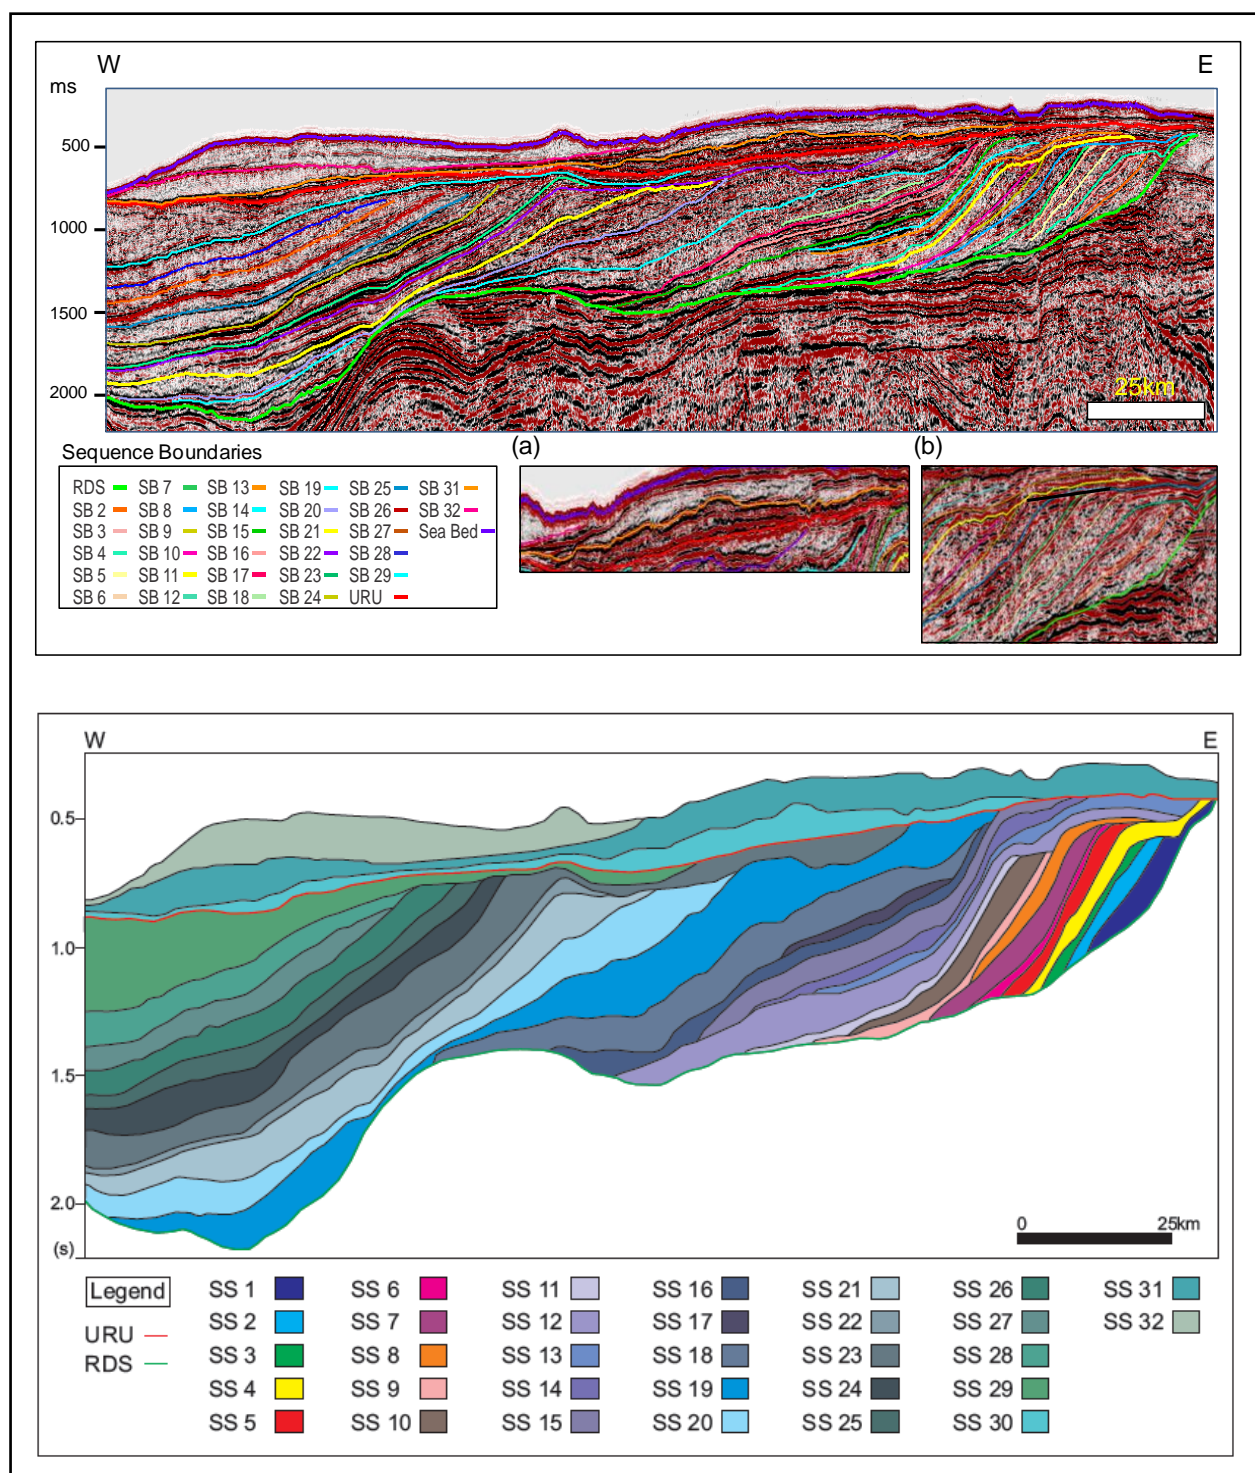 W E
ms
500
1000
1500
2000
25km
Sequence Boundaries
(a) (b)
RDS SB 7 SB 13 SB 19 SB 25 SB 31
SB 2 SB 8 SB 14 SB 20 SB 26 SB 32
SB 3 SB 9 SB 15 SB 21 SB 27 Sea Bed
SB 4 SB 10 SB 16 SB 22 SB 28
SB 5 SB 11 SB 17 SB 23 SB 29
SB 6 SB 12 SB 18 SB 24 URU
W E
0.5
1.0
1.5
2.0
(s)
0 25km
Legend SS 1 SS 6 SS 11 SS 16 SS 21 SS 26 SS 31
URU SS 2 SS 7 SS 12 SS 17 SS 22 SS 27 SS 32
RDS SS 3 SS 8 SS 13 SS 18 SS 23 SS 28
SS 4 SS 9 SS 14 SS 19 SS 24 SS 29
SS 5 SS 10 SS 15 SS 20 SS 25 SS 30